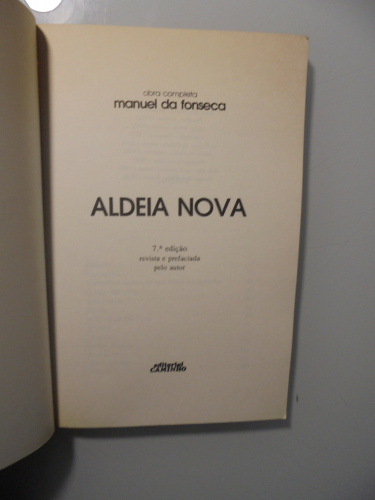 obra completa
manuel da fonseca
ALDEIA NOVA
7.ª edição
revista e prefaciada
pelo autor
editorial
CAMINHO